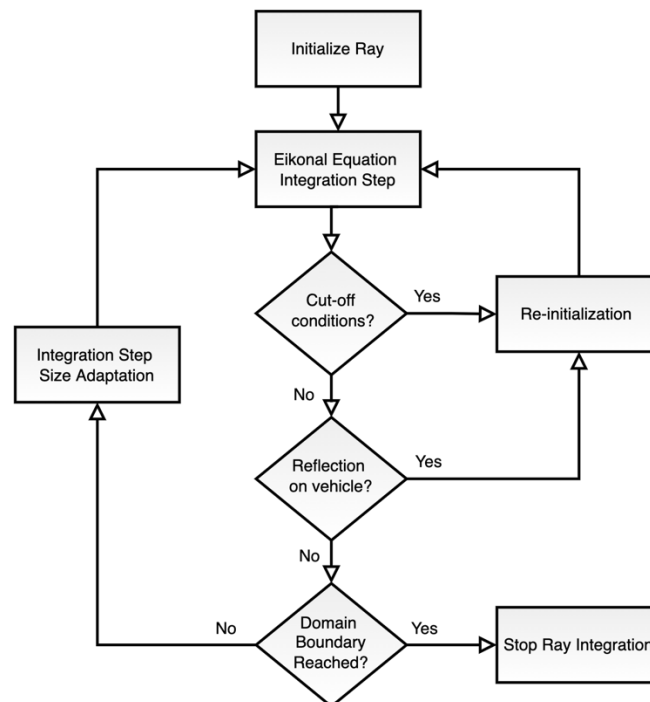 Initialize Ray
Eikonal Equation
Integration Step
Cut-off
conditions?
Yes
Re-initialization
Integration Step
Size Adaptation
No
Reflection
on vehicle?
Yes
No
Domain
Boundary
Reached?
No
Yes
Stop Ray Integration